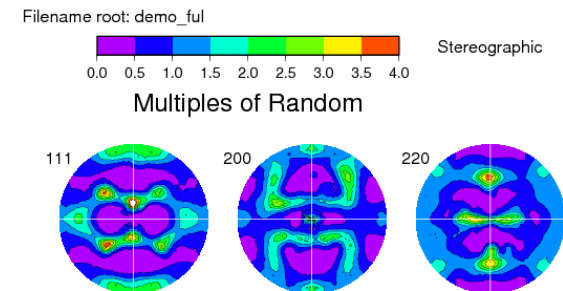 Filename root: demo_ful
Stereographic
0.0 0.5 1.0 1.5 2.0 2.5 3.0 3.5 4.0
Multiples of Random
111 200 220